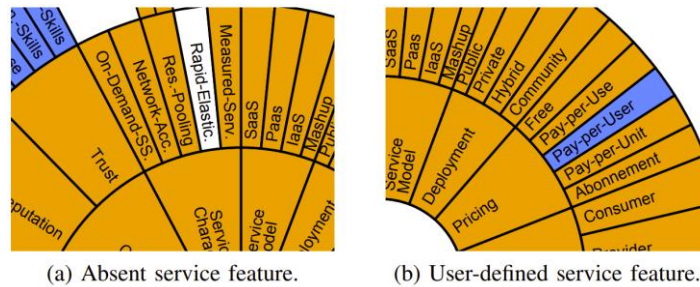 -Skills
-Skills
se
On-Demand-SS.
Network-Acc.
Res.-Pooling
Rapid-Elastic.
Measured-Serv.
SaaS
Paas
IaaS
Mashup
Trust
Service
Model
SaaS
Paas
IaaS
Mashup
Public
Private
Hybrid
Community
Free
Pay-per-Use
Pay-per-User
Pay-per-Unit
Abonnement
Consumer
Service
Model
Deployment
Pricing
(a) Absent service feature.
(b) User-defined service feature.